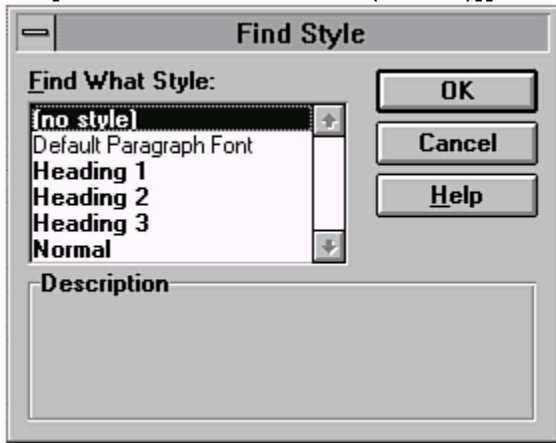 Find Style
Find What Style:
(no style)
Default Paragraph Font
Heading 1
Heading 2
Heading 3
Normal
OK
Cancel
Help
Description